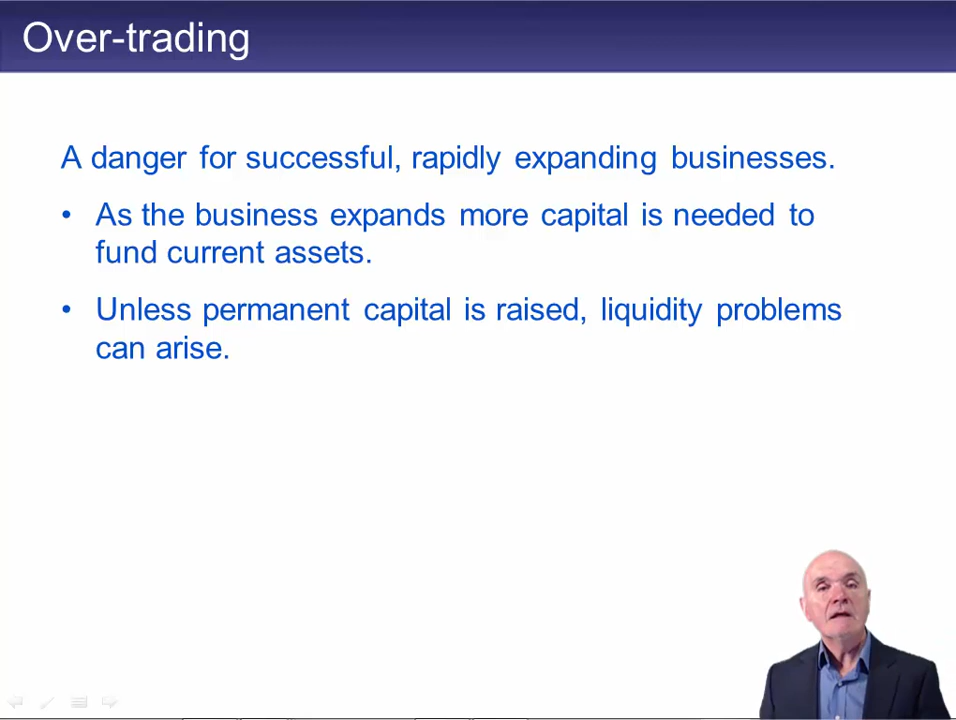 Over-trading
A danger for successful, rapidly expanding businesses.
• As the business expands more capital is needed to
fund current assets.
• Unless permanent capital is raised, liquidity problems
can arise.